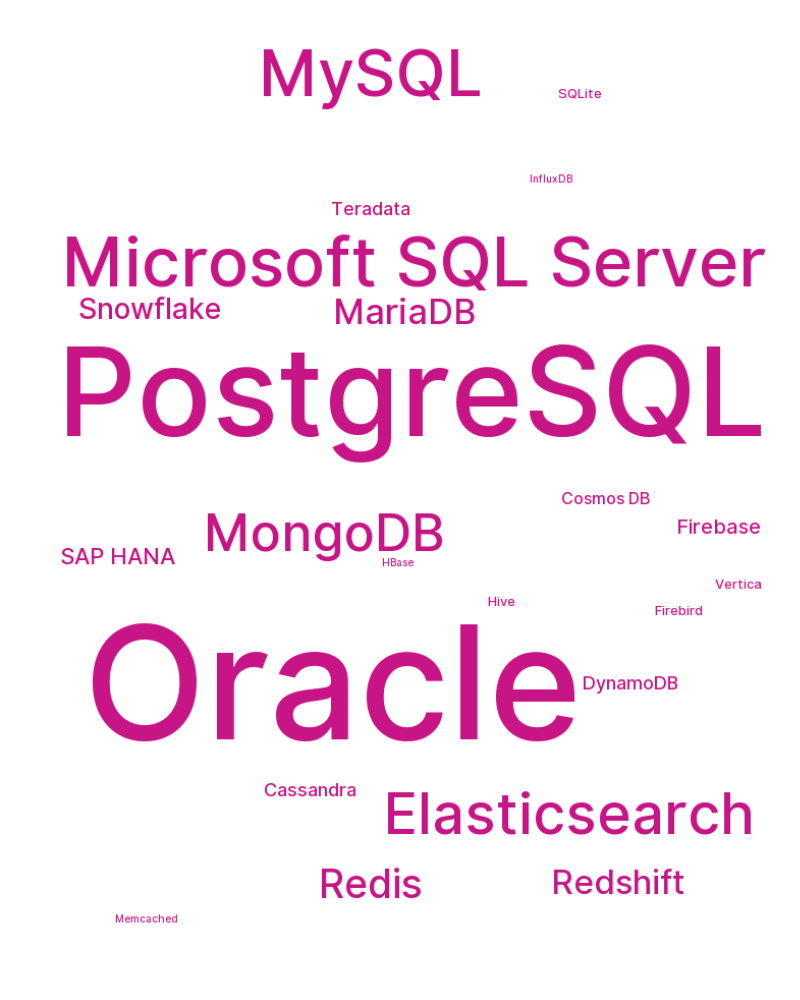 MySQL
SQLite
InfluxDB
Teradata
Microsoft SQL Server
Snowflake
MariaDB
PostgreSQL
Cosmos DB
MongoDB
Firebase
SAP HANA
HBase
Vertica
Hive
Firebird
Oracle
DynamoDB
Cassandra
Elasticsearch
Redis
Redshift
Memcached